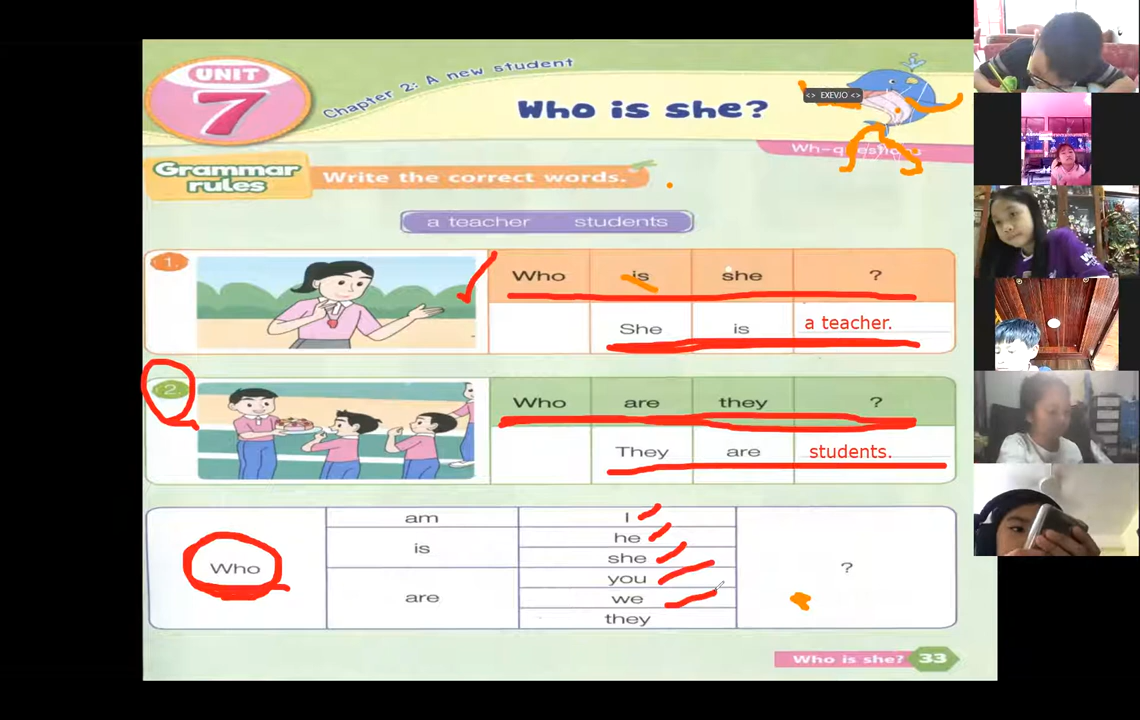 UNIT
7
Chapter 2: A new student
Who is she?
<> EXEVJO <>
Wh-questions
Grammar rules
Write the correct words.
a teacher students
1.
Who is she ?
She is a teacher.
2.
Who are they ?
They are students.
Who
am
is
are
I
he
she
you
we
they
?
Who is she? 33